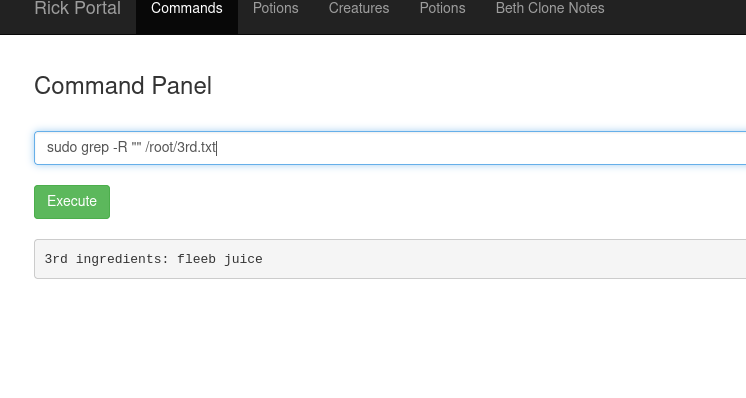 Rick Portal Commands Potions Creatures Potions Beth Clone Notes
Command Panel
sudo grep -R "" /root/3rd.txt
Execute
3rd ingredients: fleeb juice